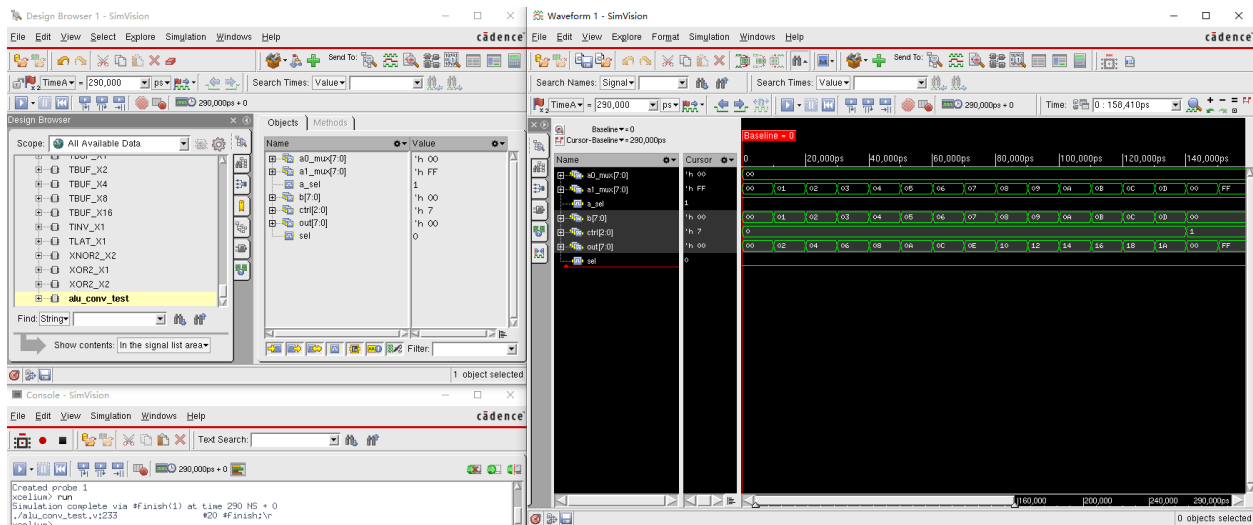 Design Browser 1 - SimVision
File Edit View Select Explore Simulation Windows Help cādence
Send To:
TimeA = 290,000 ps Search Times: Value
290,000ps + 0
Design Browser
Scope: All Available Data
TBUF_X1
TBUF_X2
TBUF_X4
TBUF_X8
TBUF_X16
TINV_X1
TLAT_X1
XNOR2_X2
XOR2_X1
XOR2_X2
alu_conv_test
Find: String
Show contents: In the signal list area
Objects Methods
Name Value
a0_mux[7:0] 'h 00
a1_mux[7:0] 'h FF
a_sel 1
b[7:0] 'h 00
ctrl[2:0] 'h 7
out[7:0] 'h 00
sel 0
Filter:
1 object selected
Console - SimVision
File Edit View Simulation Windows Help cādence
Text Search:
290,000ps + 0
Created probe 1
xcelium> run
Simulation complete via $finish(1) at time 290 NS + 0
./alu_conv_test.v:233 #20 $finish;\r
xcelium>
Waveform 1 - SimVision
File Edit View Explore Format Simulation Windows Help cādence
Send To:
Search Names: Signal Search Times: Value
TimeA = 290,000 ps 290,000ps + 0 Time: 0 : 158,410ps
Baseline = 0
Cursor-Baseline = 290,000ps
Baseline = 0
Name Cursor 0 20,000ps 40,000ps 60,000ps 80,000ps 100,000ps 120,000ps 140,000ps
a0_mux[7:0] 'h 00 00
a1_mux[7:0] 'h FF 00 01 02 03 04 05 06 07 08 09 0A 0B 0C 0D 00 FF
a_sel 1
b[7:0] 'h 00 00 01 02 03 04 05 06 07 08 09 0A 0B 0C 0D 00
ctrl[2:0] 'h 7 0 1
out[7:0] 'h 00 00 02 04 06 08 0A 0C 0E 10 12 14 16 18 1A 00 FF
sel 0
160,000 200,000 240,000 290,000ps
0 objects selected